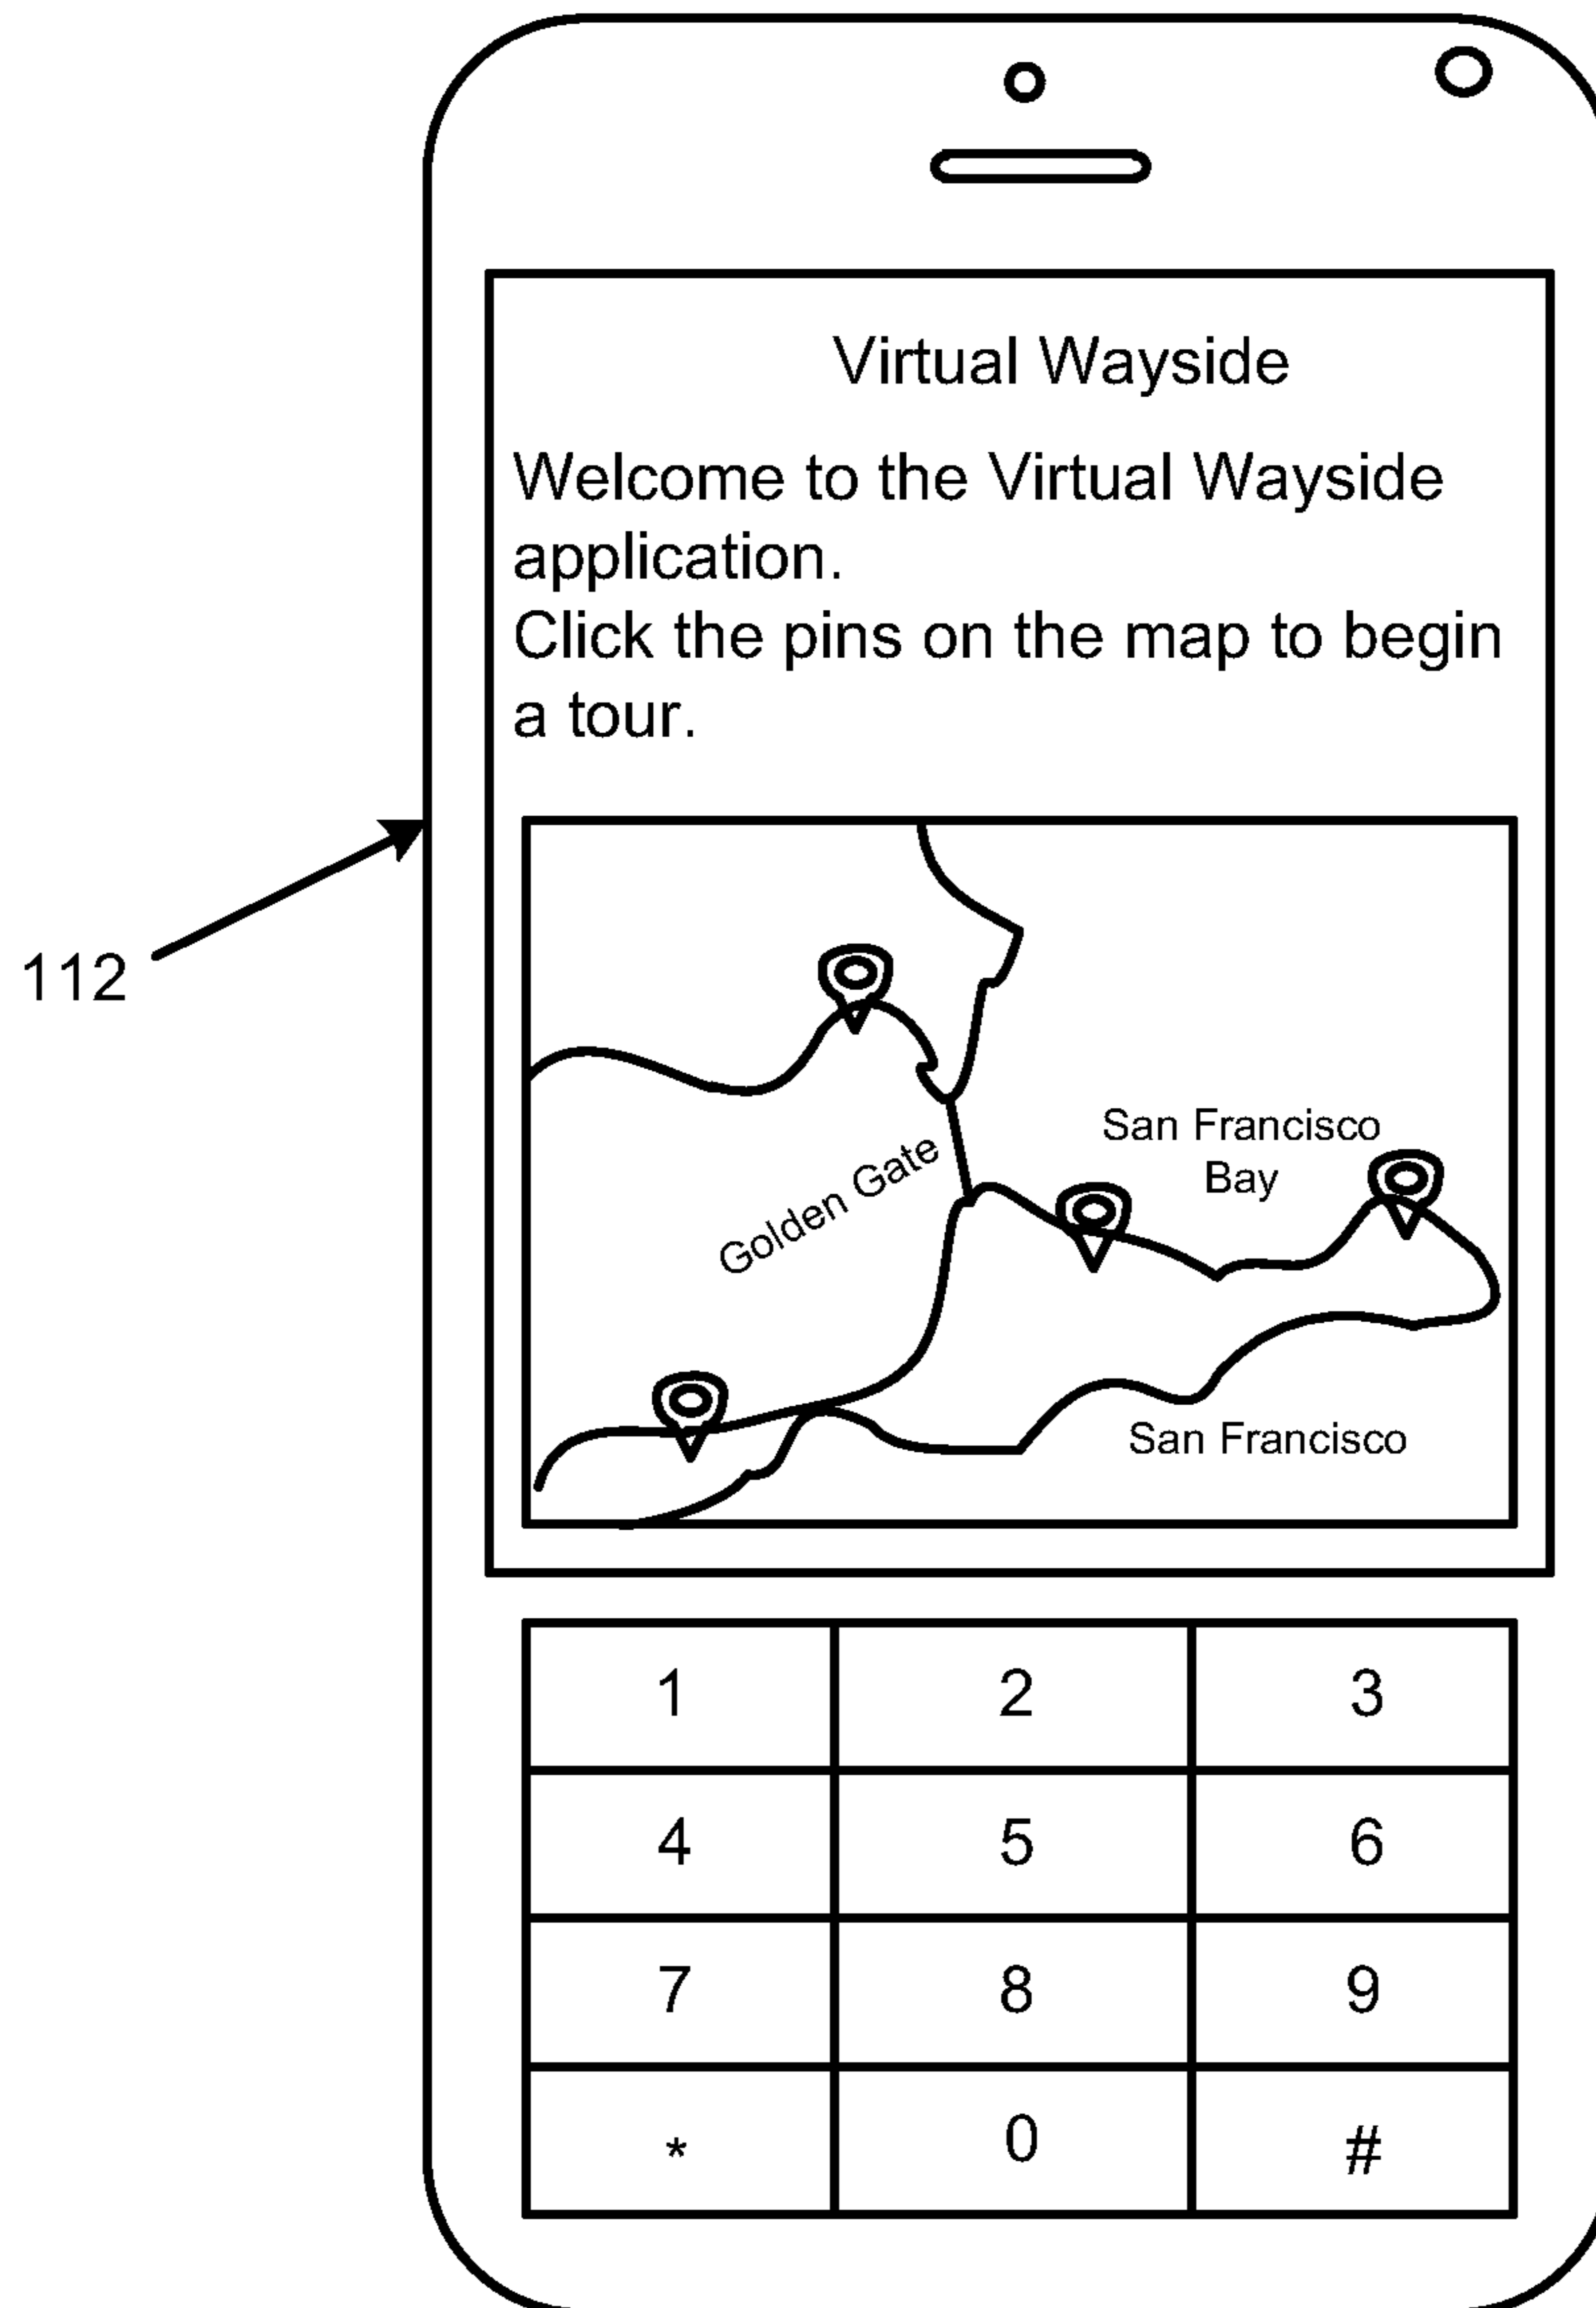 Virtual Wayside
Welcome to the Virtual Wayside
application.
Click the pins on the map to begin
a tour.
112
San Francisco
Bay
Golden Gate
San Francisco
1 2 3
4 5 6
7 8 9
* 0 #